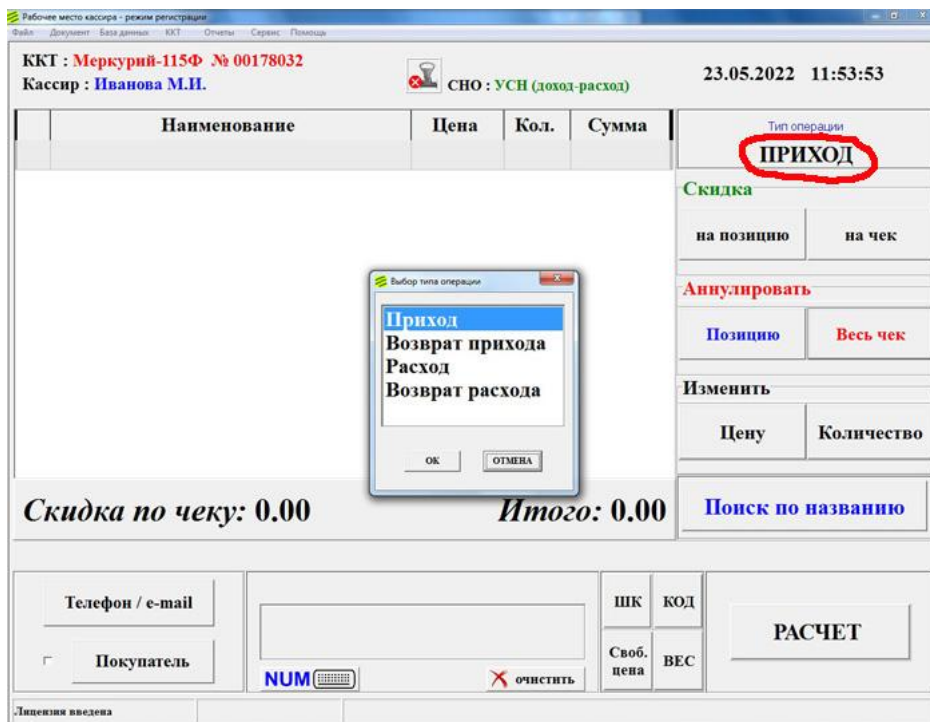 Рабочее место кассира - режим регистрации
Файл Документ База данных ККТ Отчеты Сервис Помощь
ККТ : Меркурий-115Ф № 00178032
Кассир : Иванова М.И.
СНО : УСН (доход-расход)
23.05.2022 11:53:53
Наименование Цена Кол. Сумма
Тип операции
ПРИХОД
Скидка
на позицию на чек
Аннулировать
Позицию Весь чек
Изменить
Цену Количество
Выбор типа операции
Приход
Возврат прихода
Расход
Возврат расхода
ОК ОТМЕНА
Скидка по чеку: 0.00 Итого: 0.00
Поиск по названию
Телефон / e-mail
Покупатель
NUM
очистить
ШК КОД
Своб. цена
ВЕС
РАСЧЕТ
Лицензия введена